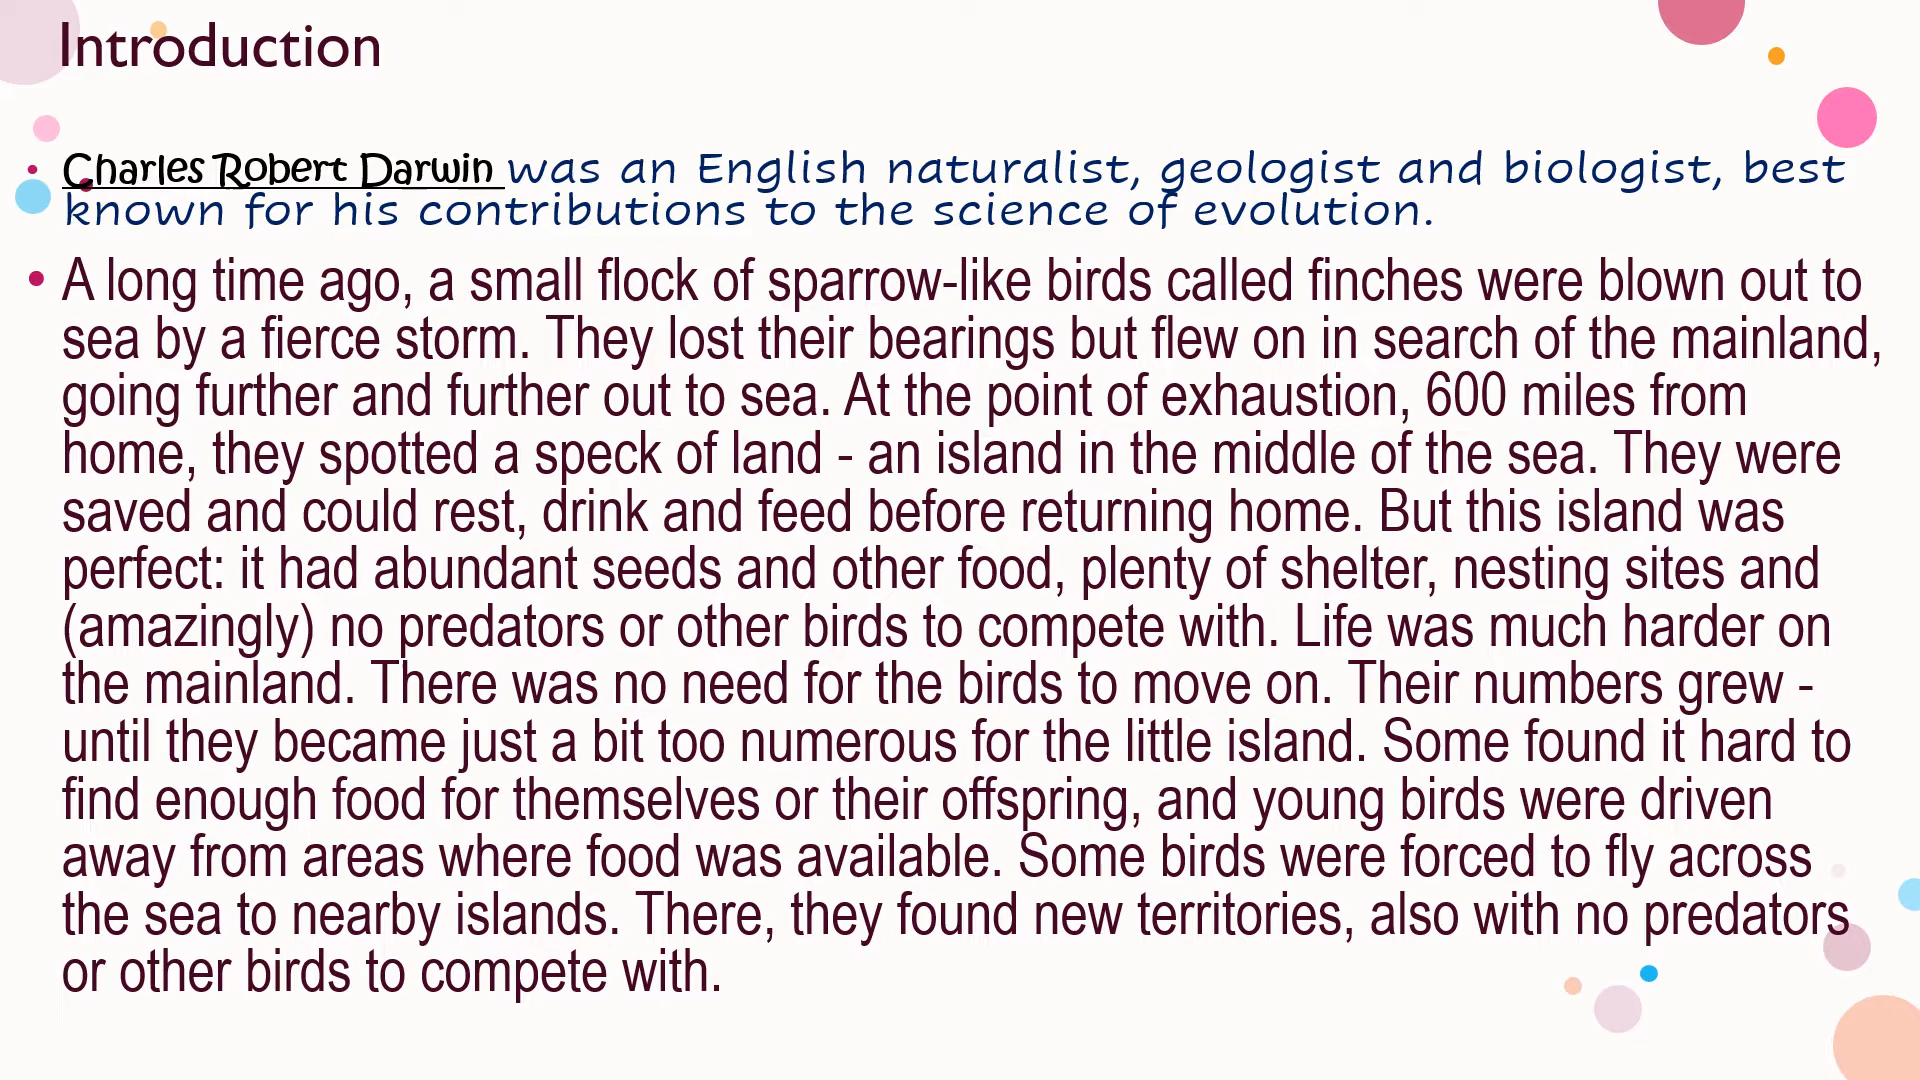 Introduction
• Charles Robert Darwin was an English naturalist, geologist and biologist, best
known for his contributions to the science of evolution.
• A long time ago, a small flock of sparrow-like birds called finches were blown out to
sea by a fierce storm. They lost their bearings but flew on in search of the mainland,
going further and further out to sea. At the point of exhaustion, 600 miles from
home, they spotted a speck of land - an island in the middle of the sea. They were
saved and could rest, drink and feed before returning home. But this island was
perfect: it had abundant seeds and other food, plenty of shelter, nesting sites and
(amazingly) no predators or other birds to compete with. Life was much harder on
the mainland. There was no need for the birds to move on. Their numbers grew -
until they became just a bit too numerous for the little island. Some found it hard to
find enough food for themselves or their offspring, and young birds were driven
away from areas where food was available. Some birds were forced to fly across
the sea to nearby islands. There, they found new territories, also with no predators
or other birds to compete with.